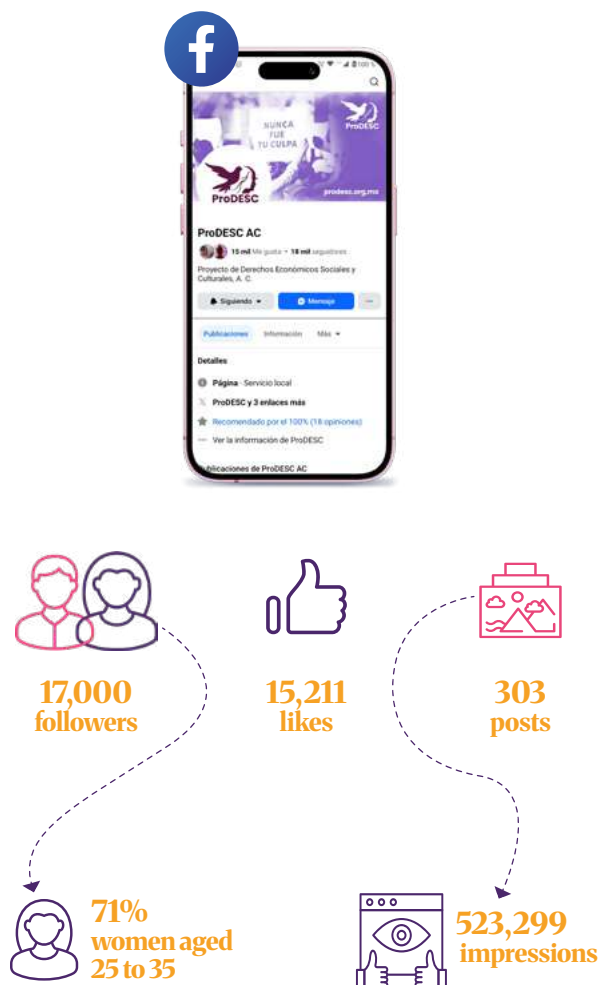 NUNCA
FUE
TU CULPA
ProDESC
ProDESC
prodesc.org.mx
ProDESC AC
15 mil Me gusta • 18 mil seguidores
Proyecto de Derechos Económicos Sociales y
Culturales, A. C.
Siguiendo
Mensaje
Publicaciones Información Más
Detalles
Página · Servicio local
ProDESC y 3 enlaces más
Recomendado por el 100% (18 opiniones)
Ver la información de ProDESC
Publicaciones de ProDESC AC
17,000
followers
15,211
likes
303
posts
71%
women aged
25 to 35
523,299
impressions